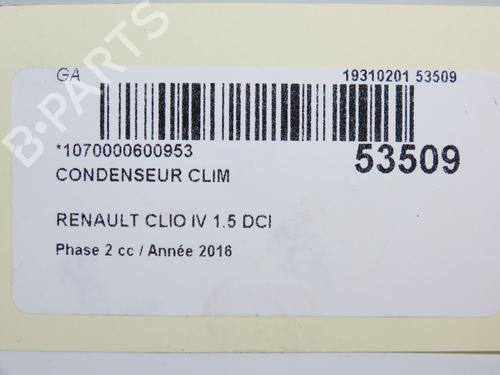 GA
19310201 53509
*1070000600953
53509
CONDENSEUR CLIM
RENAULT CLIO IV 1.5 DCI
Phase 2 cc / Année 2016
B-PARTS